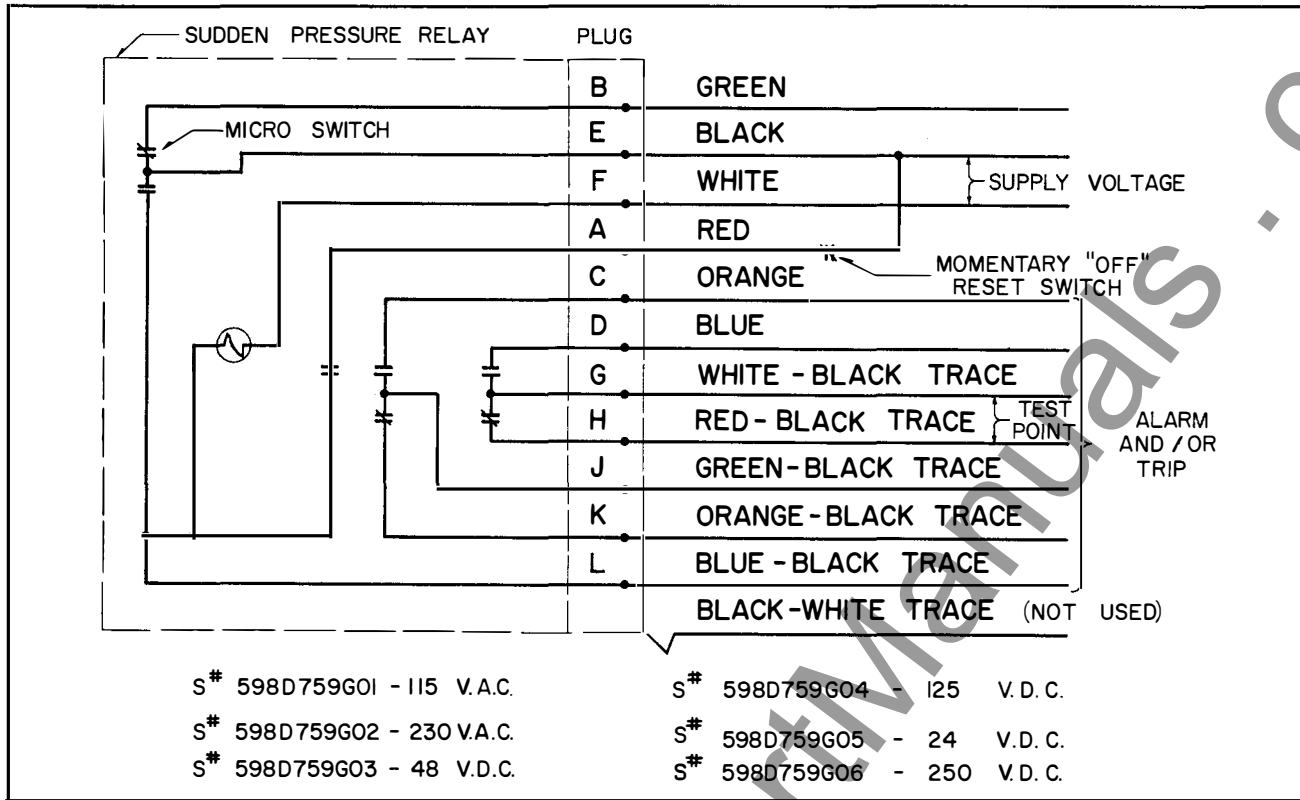 SUDDEN PRESSURE RELAY
PLUG
B GREEN
MICRO SWITCH
E BLACK
F WHITE
SUPPLY VOLTAGE
A RED
MOMENTARY "OFF"
RESET SWITCH
C ORANGE
D BLUE
G WHITE-BLACK TRACE
H RED-BLACK TRACE
TEST
POINT
ALARM
AND/OR
TRIP
J GREEN-BLACK TRACE
K ORANGE-BLACK TRACE
L BLUE-BLACK TRACE
BLACK-WHITE TRACE (NOT USED)
S# 598D759G01 - 115 V.A.C.
S# 598D759G02 - 230 V.A.C.
S# 598D759G03 - 48 V.D.C.
S# 598D759G04 - 125 V.D.C.
S# 598D759G05 - 24 V.D.C.
S# 598D759G06 - 250 V.D.C.
rtManuals . c